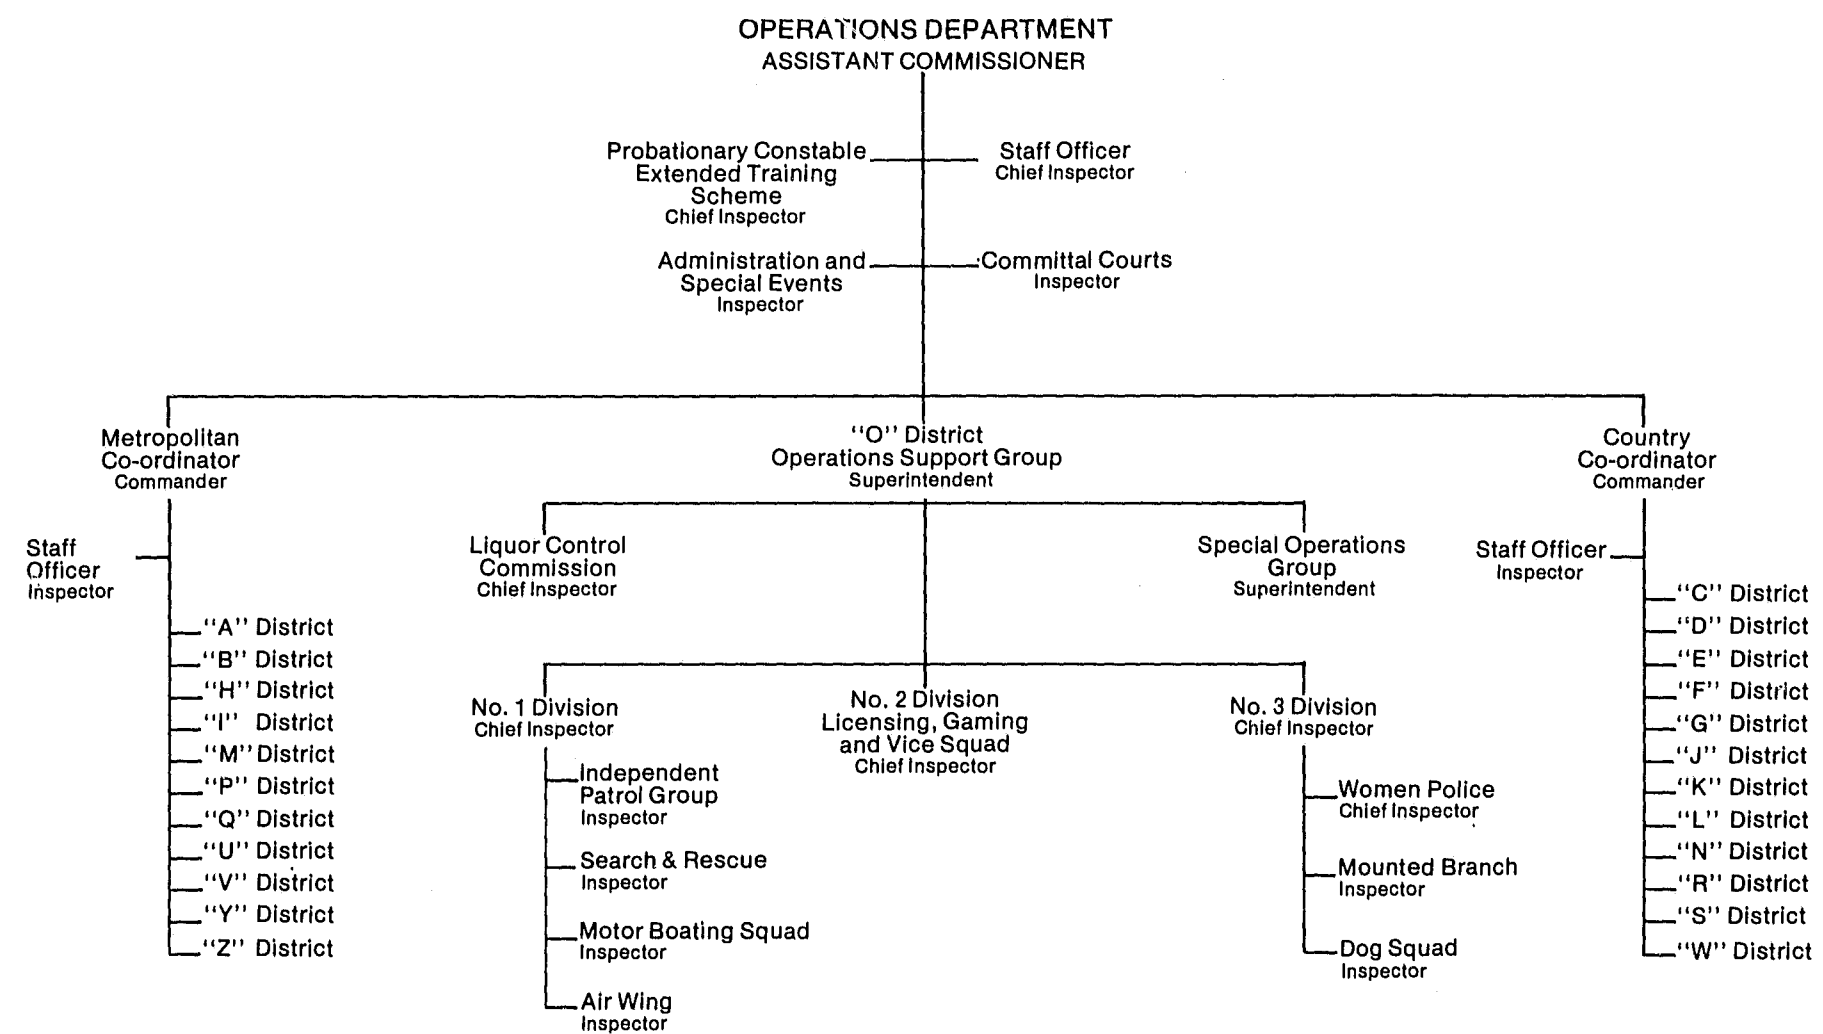 OPERATIONS DEPARTMENT
ASSISTANT COMMISSIONER
Probationary Constable
Extended Training
Scheme
Chief Inspector
Staff Officer
Chief Inspector
Administration and
Special Events
Inspector
Committal Courts
Inspector
Metropolitan
Co-ordinator
Commander
"O" District
Operations Support Group
Superintendent
Country
Co-ordinator
Commander
Staff
Officer
Inspector
"A" District
"B" District
"H" District
"I" District
"M" District
"P" District
"Q" District
"U" District
"V" District
"Y" District
"Z" District
Liquor Control
Commission
Chief Inspector
Special Operations
Group
Superintendent
No. 1 Division
Chief Inspector
Independent
Patrol Group
Inspector
Search & Rescue
Inspector
Motor Boating Squad
Inspector
Air Wing
Inspector
No. 2 Division
Licensing, Gaming
and Vice Squad
Chief Inspector
No. 3 Division
Chief Inspector
Women Police
Chief Inspector
Mounted Branch
Inspector
Dog Squad
Inspector
Staff Officer
Inspector
"C" District
"D" District
"E" District
"F" District
"G" District
"J" District
"K" District
"L" District
"N" District
"R" District
"S" District
"W" District